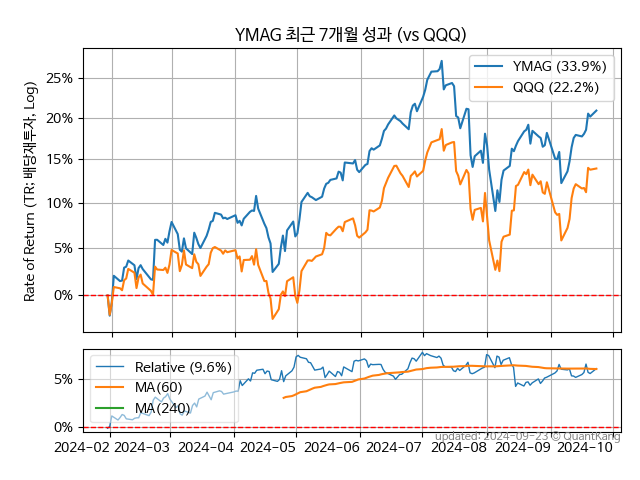 YMAG 최근 7개월 성과 (vs QQQ)
Rate of Return (TR: 배당재투자, Log)
25%
20%
15%
10%
5%
0%
YMAG (33.9%)
QQQ (22.2%)
5%
0%
Relative (9.6%)
MA(60)
MA(240)
2024-02 2024-03 2024-04 2024-05 2024-06 2024-07 2024-08 2024-09 2024-10
updated: 2024-09-23 © QuantKang